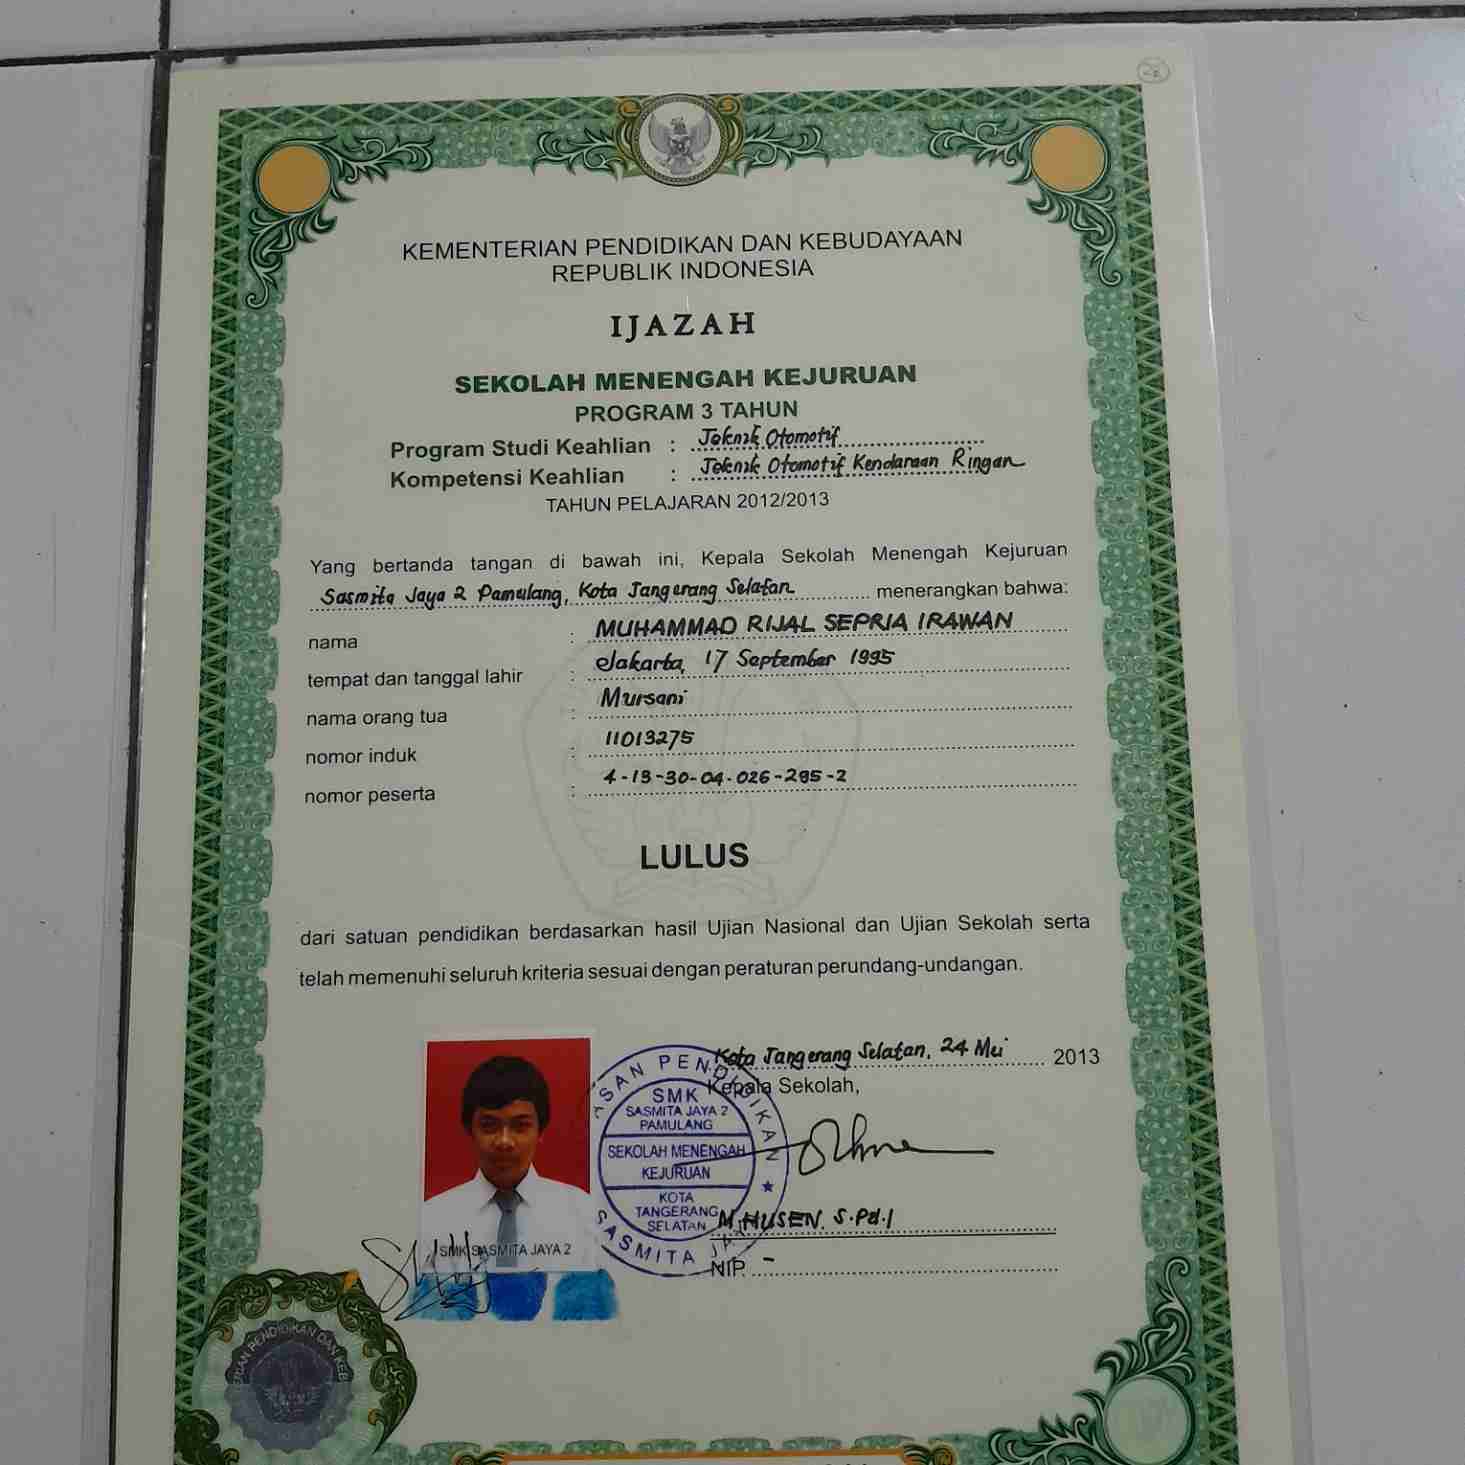 KEMENTERIAN PENDIDIKAN DAN KEBUDAYAAN
REPUBLIK INDONESIA
IJAZAH
SEKOLAH MENENGAH KEJURUAN
PROGRAM 3 TAHUN
Program Studi Keahlian : Teknik Otomotif
Kompetensi Keahlian : Teknik Otomotif Kendaraan Ringan
TAHUN PELAJARAN 2012/2013
Yang bertanda tangan di bawah ini, Kepala Sekolah Menengah Kejuruan
Sasmita Jaya 2 Pamulang, Kota Tangerang Selatan menerangkan bahwa:
nama : MUHAMMAD RIJAL SEPRIA IRAWAN
tempat dan tanggal lahir : Jakarta, 17 September 1995
nama orang tua : Mursani
nomor induk : 11013275
nomor peserta : 4-13-30-04-026-285-2
LULUS
dari satuan pendidikan berdasarkan hasil Ujian Nasional dan Ujian Sekolah serta
telah memenuhi seluruh kriteria sesuai dengan peraturan perundang-undangan.
Kota Tangerang Selatan, 24 Mei 2013
Kepala Sekolah,
PENDIDIKAN
SMK
SASMITA JAYA 2
PAMULANG
SEKOLAH MENENGAH
KEJURUAN
KOTA
TANGERANG
SELATAN
SASMITA JAYA
M. HUSEN. S.Pd.I
NIP. -
SMK SASMITA JAYA 2
PENDIDIKAN DAN